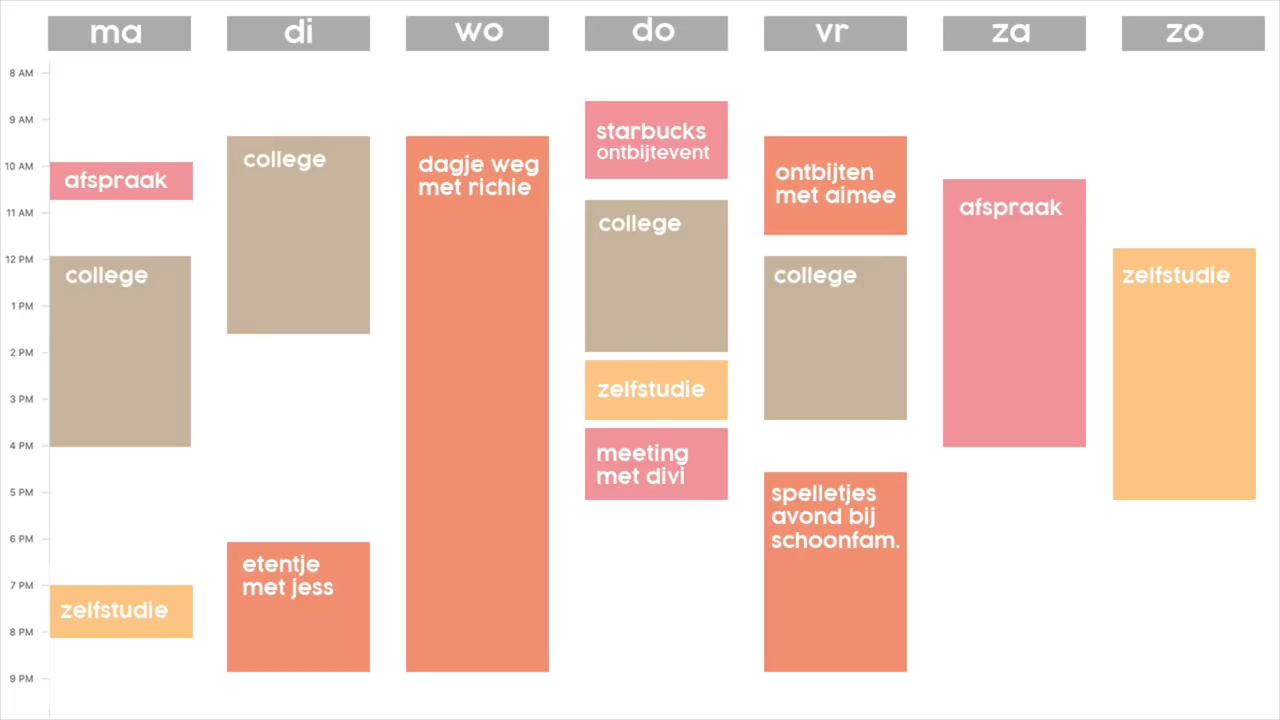 ma
di
wo
do
vr
za
zo
8 AM
9 AM
10 AM
11 AM
12 PM
1 PM
2 PM
3 PM
4 PM
5 PM
6 PM
7 PM
8 PM
9 PM
afspraak
college
zelfstudie
college
etentje
met jess
dagje weg
met richie
starbucks
ontbijtevent
college
zelfstudie
meeting
met divi
ontbijten
met aimee
college
spelletjes
avond bij
schoonfam.
afspraak
zelfstudie